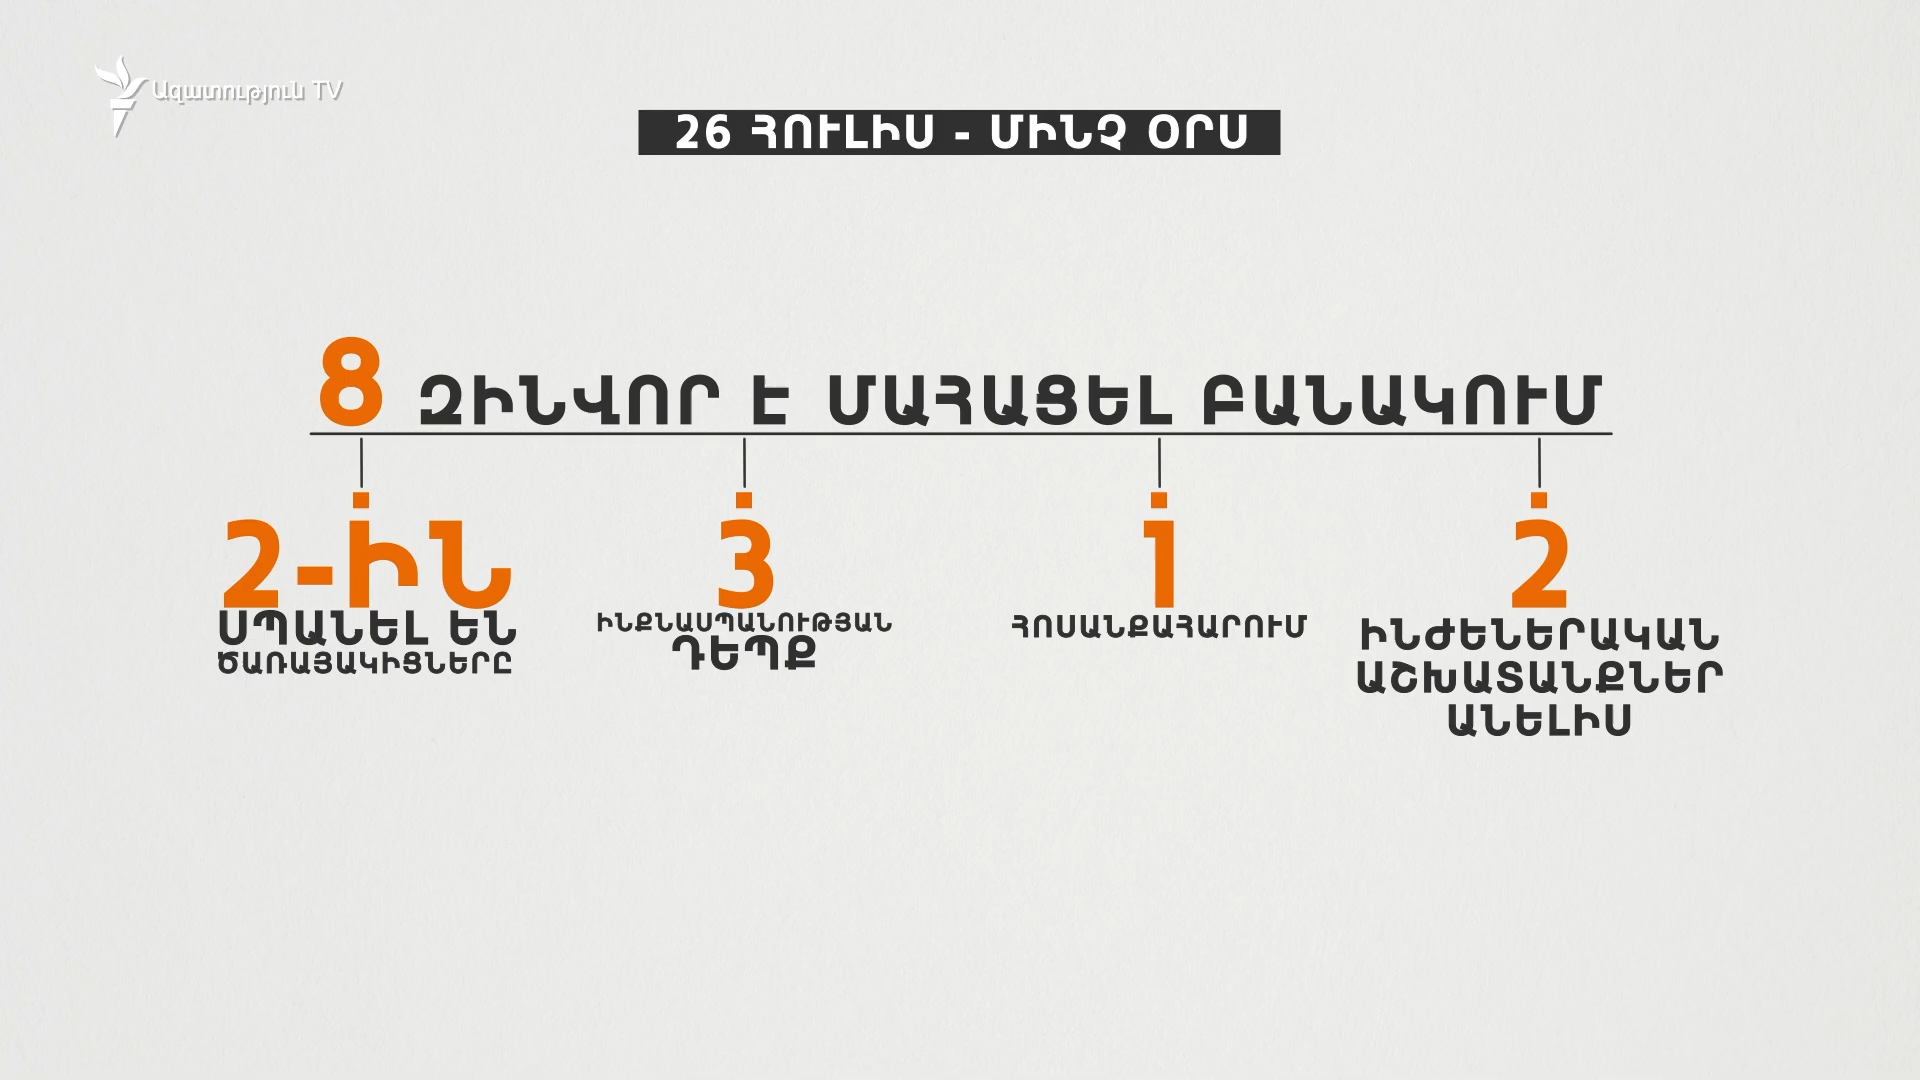 Ազատություն TV
26 ՀՈՒԼԻՍ - ՄԻՆՉ ՕՐՍ
8 ԶԻՆՎՈՐ Է ՄԱՀԱՑԵԼ ԲԱՆԱԿՈՒՄ
2-ԻՆ
ՍՊԱՆԵԼ ԵՆ
ԾԱՌԱՅԱԿԻՑՆԵՐԸ
3
ԻՆՔՆԱՍՊԱՆՈՒԹՅԱՆ
ԴԵՊՔ
1
ՀՈՍԱՆՔԱՀԱՐՈՒՄ
2
ԻՆԺԵՆԵՐԱԿԱՆ
ԱՇԽԱՏԱՆՔՆԵՐ
ԱՆԵԼԻՍ